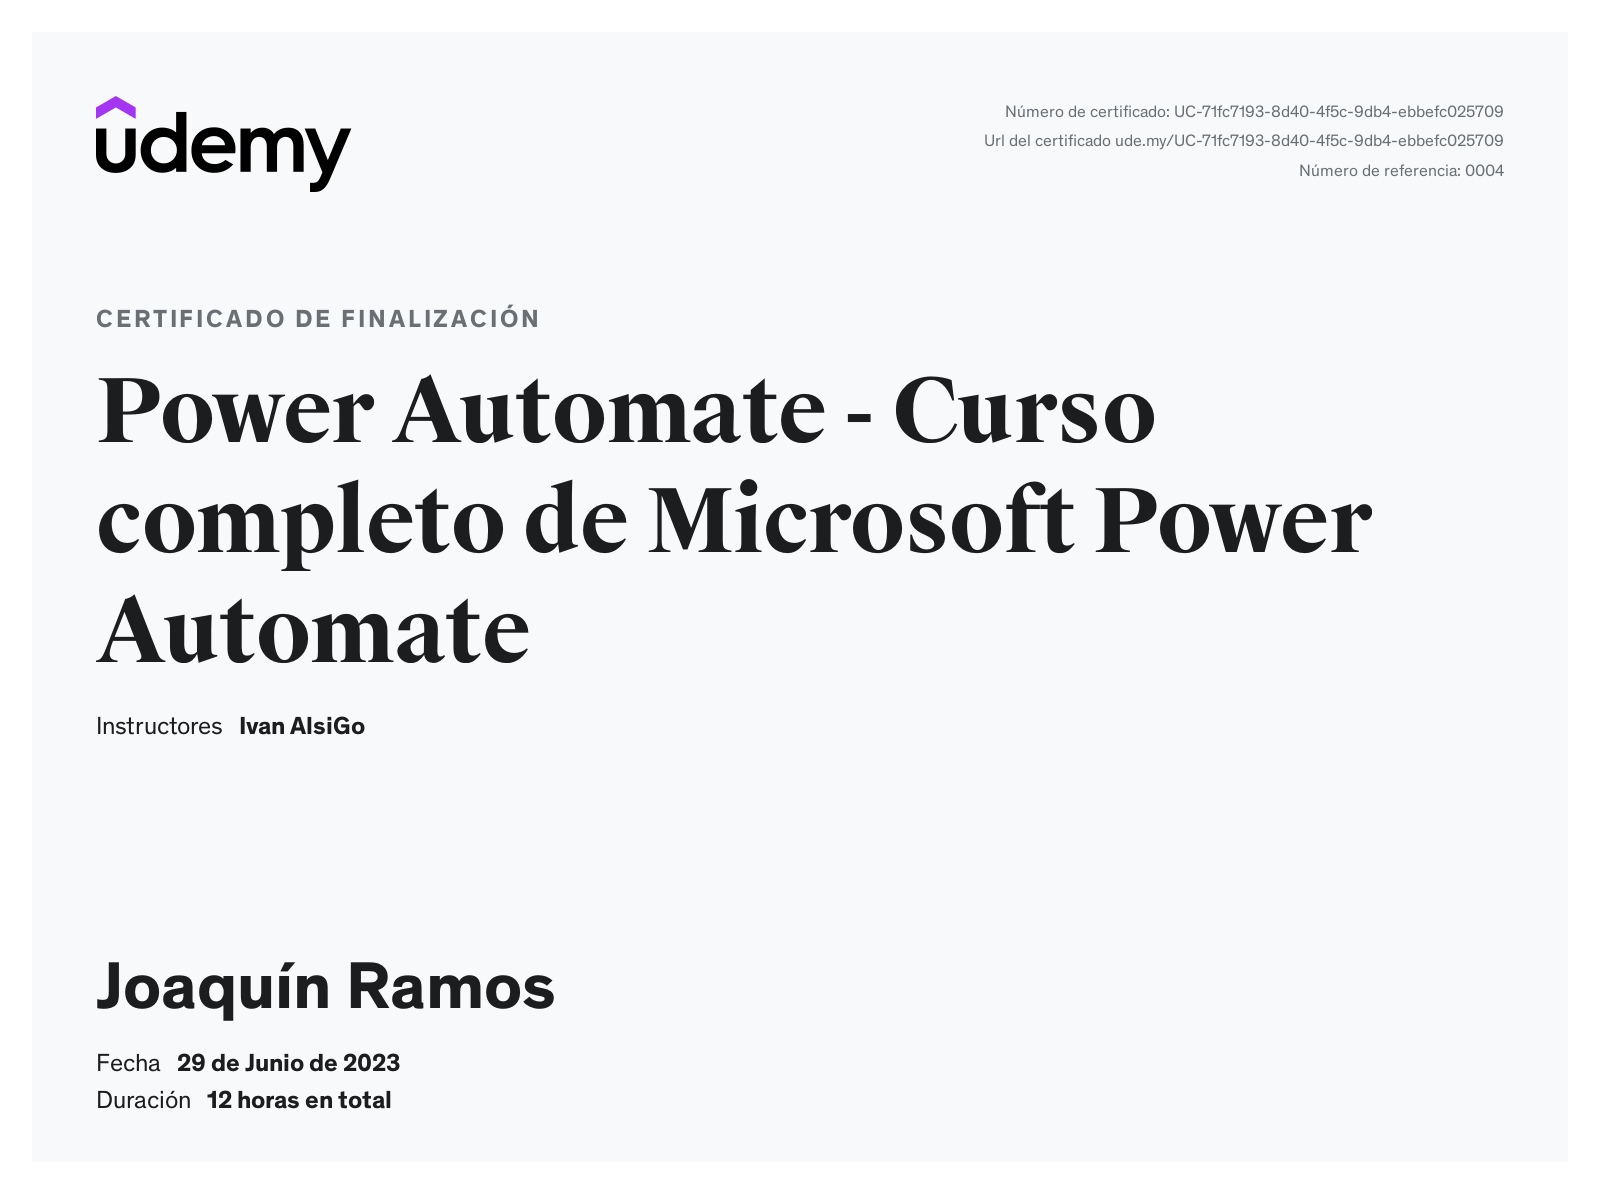 udemy
Número de certificado: UC-71fc7193-8d40-4f5c-9db4-ebbefc025709
Url del certificado ude.my/UC-71fc7193-8d40-4f5c-9db4-ebbefc025709
Número de referencia: 0004
CERTIFICADO DE FINALIZACIÓN
Power Automate - Curso
completo de Microsoft Power
Automate
Instructores Ivan AlsiGo
Joaquín Ramos
Fecha 29 de Junio de 2023
Duración 12 horas en total